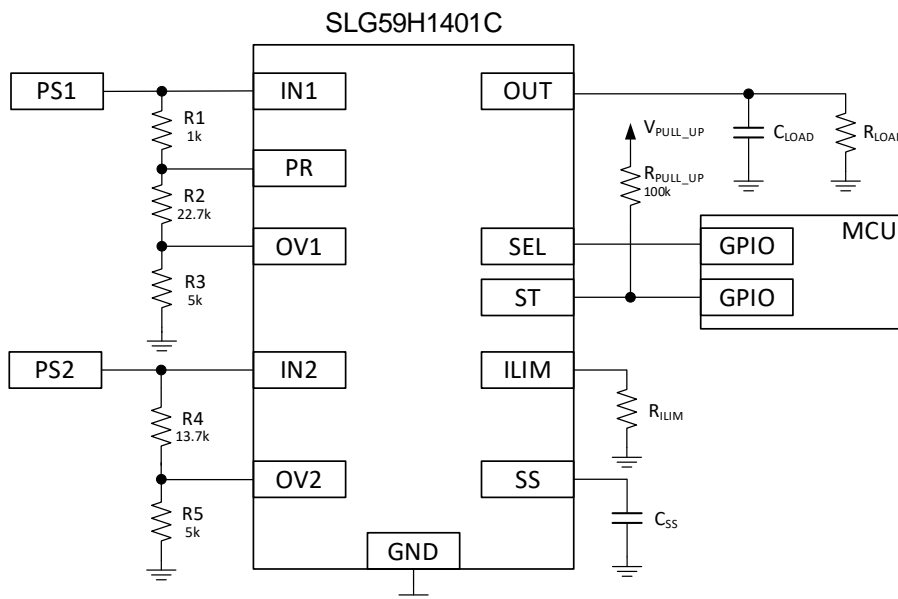 SLG59H1401C
PS1
IN1
OUT
R1
1k
V_PULL_UP
C_LOAD
R_LOAD
PR
R_PULL_UP
100k
R2
22.7k
MCU
OV1
SEL
GPIO
R3
5k
ST
GPIO
PS2
IN2
ILIM
R4
13.7k
R_ILIM
OV2
SS
R5
5k
C_SS
GND